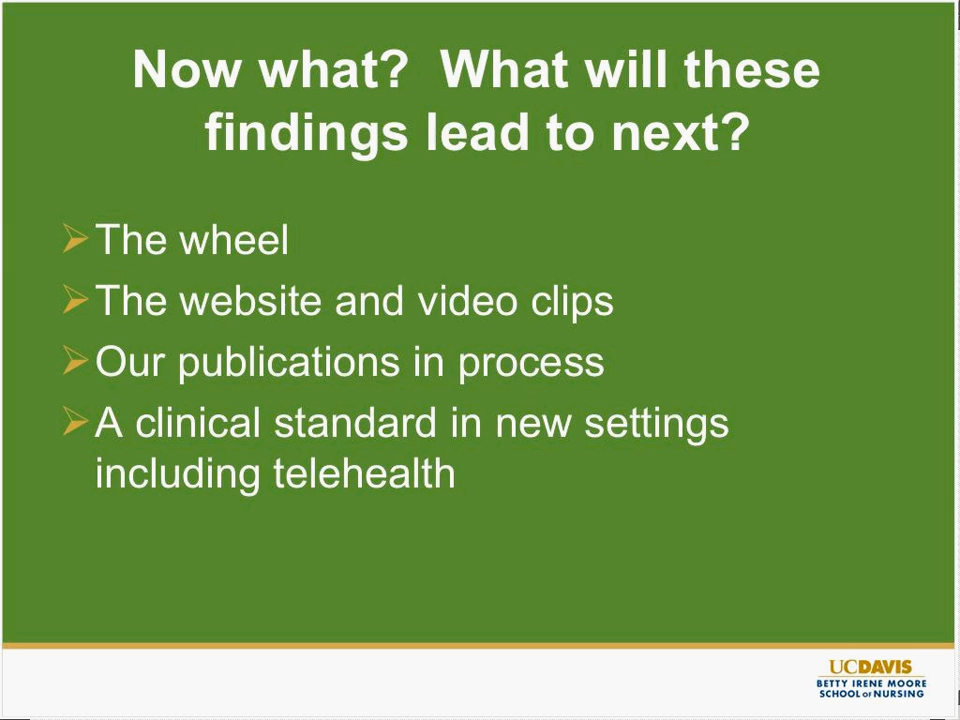 Now what?  What will these
findings lead to next?
The wheel
The website and video clips
Our publications in process
A clinical standard in new settings
including telehealth
UCDAVIS
BETTY IRENE MOORE
SCHOOL OF NURSING